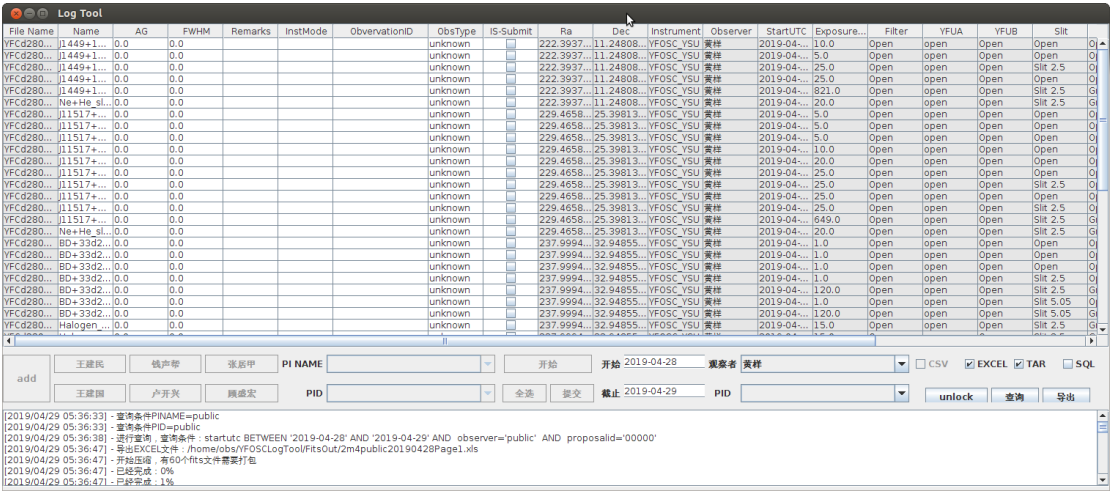 Log Tool
File Name Name AG FWHM Remarks InstMode ObvervationID ObsType IS-Submit Ra Dec Instrument Observer StartUTC Exposure... Filter YFUA YFUB Slit
YFCd280... J1449+1... 0.0 0.0 unknown 222.3937... 11.24808... YFOSC_YSU 黄样 2019-04-... 10.0 Open open Open Open
YFCd280... J1449+1... 0.0 0.0 unknown 222.3937... 11.24808... YFOSC_YSU 黄样 2019-04-... 5.0 Open open Open Open
YFCd280... J1449+1... 0.0 0.0 unknown 222.3937... 11.24808... YFOSC_YSU 黄样 2019-04-... 25.0 Open open Open Slit 2.5
YFCd280... J1449+1... 0.0 0.0 unknown 222.3937... 11.24808... YFOSC_YSU 黄样 2019-04-... 25.0 Open open Open Open
YFCd280... J1449+1... 0.0 0.0 unknown 222.3937... 11.24808... YFOSC_YSU 黄样 2019-04-... 821.0 Open open Open Slit 2.5
YFCd280... Ne+He_sl... 0.0 0.0 unknown 222.3937... 11.24808... YFOSC_YSU 黄样 2019-04-... 20.0 Open open Open Slit 2.5
YFCd280... J11517+... 0.0 0.0 unknown 229.4658... 25.39813... YFOSC_YSU 黄样 2019-04-... 5.0 Open open Open Open
YFCd280... J11517+... 0.0 0.0 unknown 229.4658... 25.39813... YFOSC_YSU 黄样 2019-04-... 5.0 Open open Open Open
YFCd280... J11517+... 0.0 0.0 unknown 229.4658... 25.39813... YFOSC_YSU 黄样 2019-04-... 5.0 Open open Open Open
YFCd280... J11517+... 0.0 0.0 unknown 229.4658... 25.39813... YFOSC_YSU 黄样 2019-04-... 10.0 Open open Open Open
YFCd280... J11517+... 0.0 0.0 unknown 229.4658... 25.39813... YFOSC_YSU 黄样 2019-04-... 20.0 Open open Open Open
YFCd280... J11517+... 0.0 0.0 unknown 229.4658... 25.39813... YFOSC_YSU 黄样 2019-04-... 25.0 Open open Open Open
YFCd280... J11517+... 0.0 0.0 unknown 229.4658... 25.39813... YFOSC_YSU 黄样 2019-04-... 25.0 Open open Open Slit 2.5
YFCd280... J11517+... 0.0 0.0 unknown 229.4658... 25.39813... YFOSC_YSU 黄样 2019-04-... 25.0 Open open Open Open
YFCd280... J11517+... 0.0 0.0 unknown 229.4658... 25.39813... YFOSC_YSU 黄样 2019-04-... 25.0 Open open Open Slit 2.5
YFCd280... J11517+... 0.0 0.0 unknown 229.4658... 25.39813... YFOSC_YSU 黄样 2019-04-... 649.0 Open open Open Slit 2.5
YFCd280... Ne+He_sl... 0.0 0.0 unknown 229.4658... 25.39813... YFOSC_YSU 黄样 2019-04-... 20.0 Open open Open Slit 2.5
YFCd280... BD+33d2... 0.0 0.0 unknown 237.9994... 32.94855... YFOSC_YSU 黄样 2019-04-... 1.0 Open open Open Open
YFCd280... BD+33d2... 0.0 0.0 unknown 237.9994... 32.94855... YFOSC_YSU 黄样 2019-04-... 1.0 Open open Open Open
YFCd280... BD+33d2... 0.0 0.0 unknown 237.9994... 32.94855... YFOSC_YSU 黄样 2019-04-... 1.0 Open open Open Open
YFCd280... BD+33d2... 0.0 0.0 unknown 237.9994... 32.94855... YFOSC_YSU 黄样 2019-04-... 1.0 Open open Open Slit 2.5
YFCd280... BD+33d2... 0.0 0.0 unknown 237.9994... 32.94855... YFOSC_YSU 黄样 2019-04-... 120.0 Open open Open Slit 2.5
YFCd280... BD+33d2... 0.0 0.0 unknown 237.9994... 32.94855... YFOSC_YSU 黄样 2019-04-... 1.0 Open open Open Slit 5.05
YFCd280... BD+33d2... 0.0 0.0 unknown 237.9994... 32.94855... YFOSC_YSU 黄样 2019-04-... 120.0 Open open Open Slit 5.05
YFCd280... Halogen_... 0.0 0.0 unknown 237.9994... 32.94855... YFOSC_YSU 黄样 2019-04-... 15.0 Open open Open Slit 2.5
add 王建民 钱声帮 张居甲 PI NAME 开始 开始 2019-04-28 观察者 黄样 CSV EXCEL TAR SQL
王建国 卢开兴 顾盛宏 PID 全选 提交 截止 2019-04-29 PID unlock 查询 导出
[2019/04/29 05:36:33] - 查询条件PINAME=public
[2019/04/29 05:36:33] - 查询条件PID=public
[2019/04/29 05:36:38] - 进行查询，查询条件：startutc BETWEEN '2019-04-28' AND '2019-04-29' AND observer='public' AND proposalid='00000'
[2019/04/29 05:36:47] - 导出EXCEL文件：/home/obs/YFOSCLogTool/FitsOut/2m4public20190428Page1.xls
[2019/04/29 05:36:47] - 开始压缩，有60个fits文件需要打包
[2019/04/29 05:36:47] - 已经完成：0%
[2019/04/29 05:36:47] - 已经完成：1%